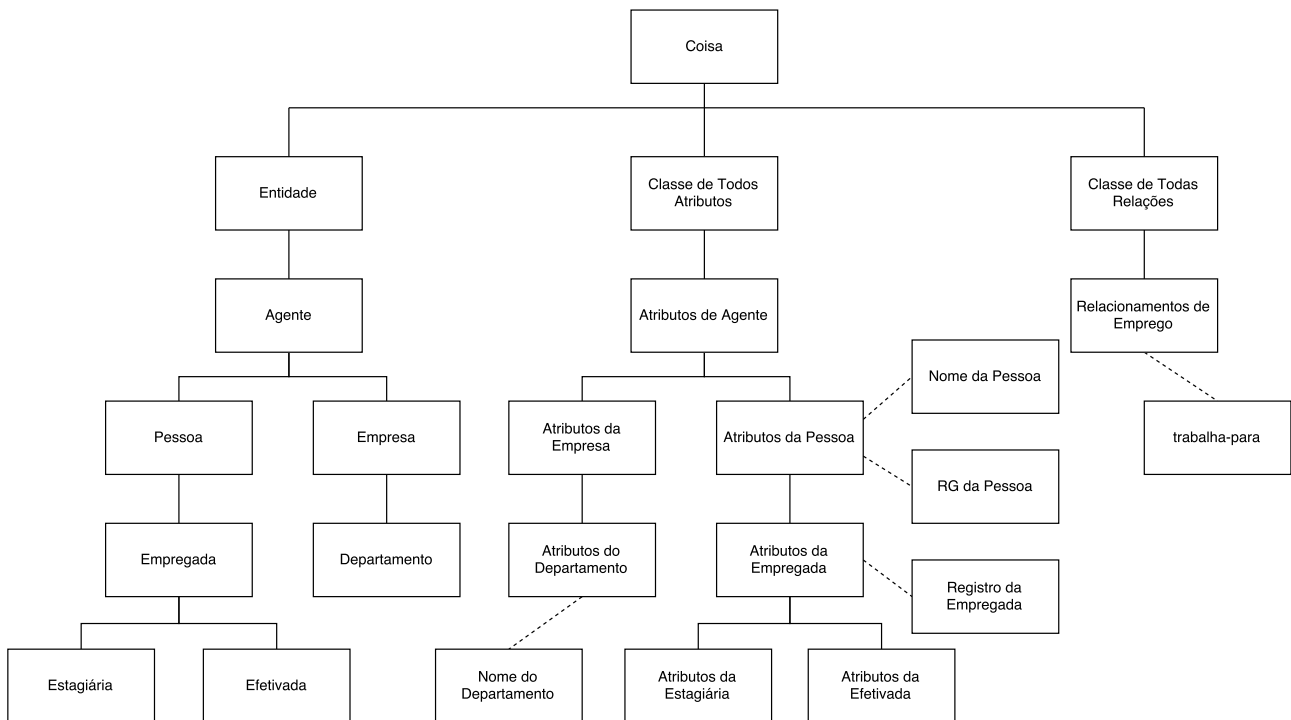 Coisa
Entidade
Classe de Todos
Atributos
Classe de Todas
Relações
Agente
Atributos de Agente
Relacionamentos de
Emprego
Nome da Pessoa
Pessoa
Empresa
Atributos da
Empresa
Atributos da Pessoa
trabalha-para
RG da Pessoa
Empregada
Departamento
Atributos do
Departamento
Atributos da
Empregada
Registro da
Empregada
Estagiária
Efetivada
Nome do
Departamento
Atributos da
Estagiária
Atributos da
Efetivada